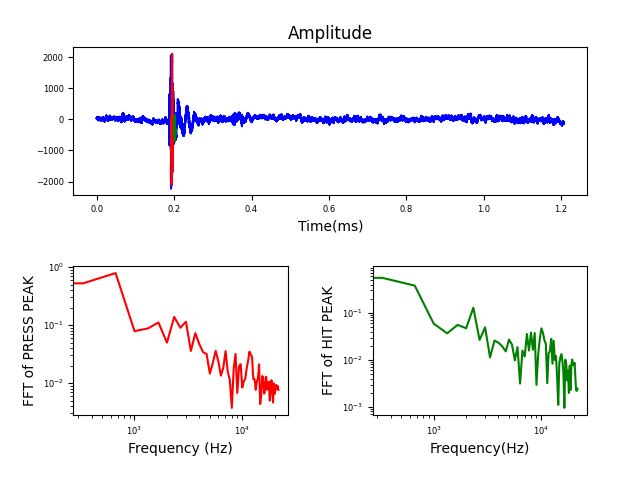 Amplitude
2000
1000
0
−1000
−2000
0.0 0.2 0.4 0.6 0.8 1.0 1.2
Time(ms)
FFT of PRESS PEAK
10⁰
10⁻¹
10⁻²
10³ 10⁴
Frequency (Hz)
FFT of HIT PEAK
10⁻¹
10⁻²
10⁻³
10³ 10⁴
Frequency(Hz)